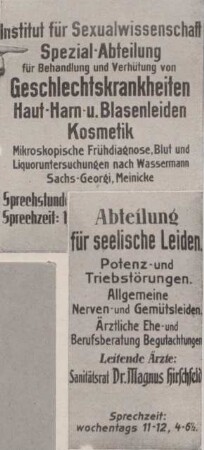 Institut für Sexualwissenschaft
Spezial-Abteilung
für Behandlung und Verhütung von
Geschlechtskrankheiten
Haut-Harn-u. Blasenleiden
Kosmetik
Mikroskopische Frühdiagnose, Blut und
Liquoruntersuchungen nach Wassermann
Sachs-Georgi, Meinicke
Sprechstund
Sprechzeit: 1
Abteilung
für seelische Leiden.
Potenz-und
Triebstörungen.
Allgemeine
Nerven-und Gemütsleiden.
Ärztliche Ehe-und
Berufsberatung Begutachtungen
Leitende Ärzte:
Sanitätsrat Dr. Magnus Hirschfeld
Sprechzeit:
wochentags 11-12, 4-6½.